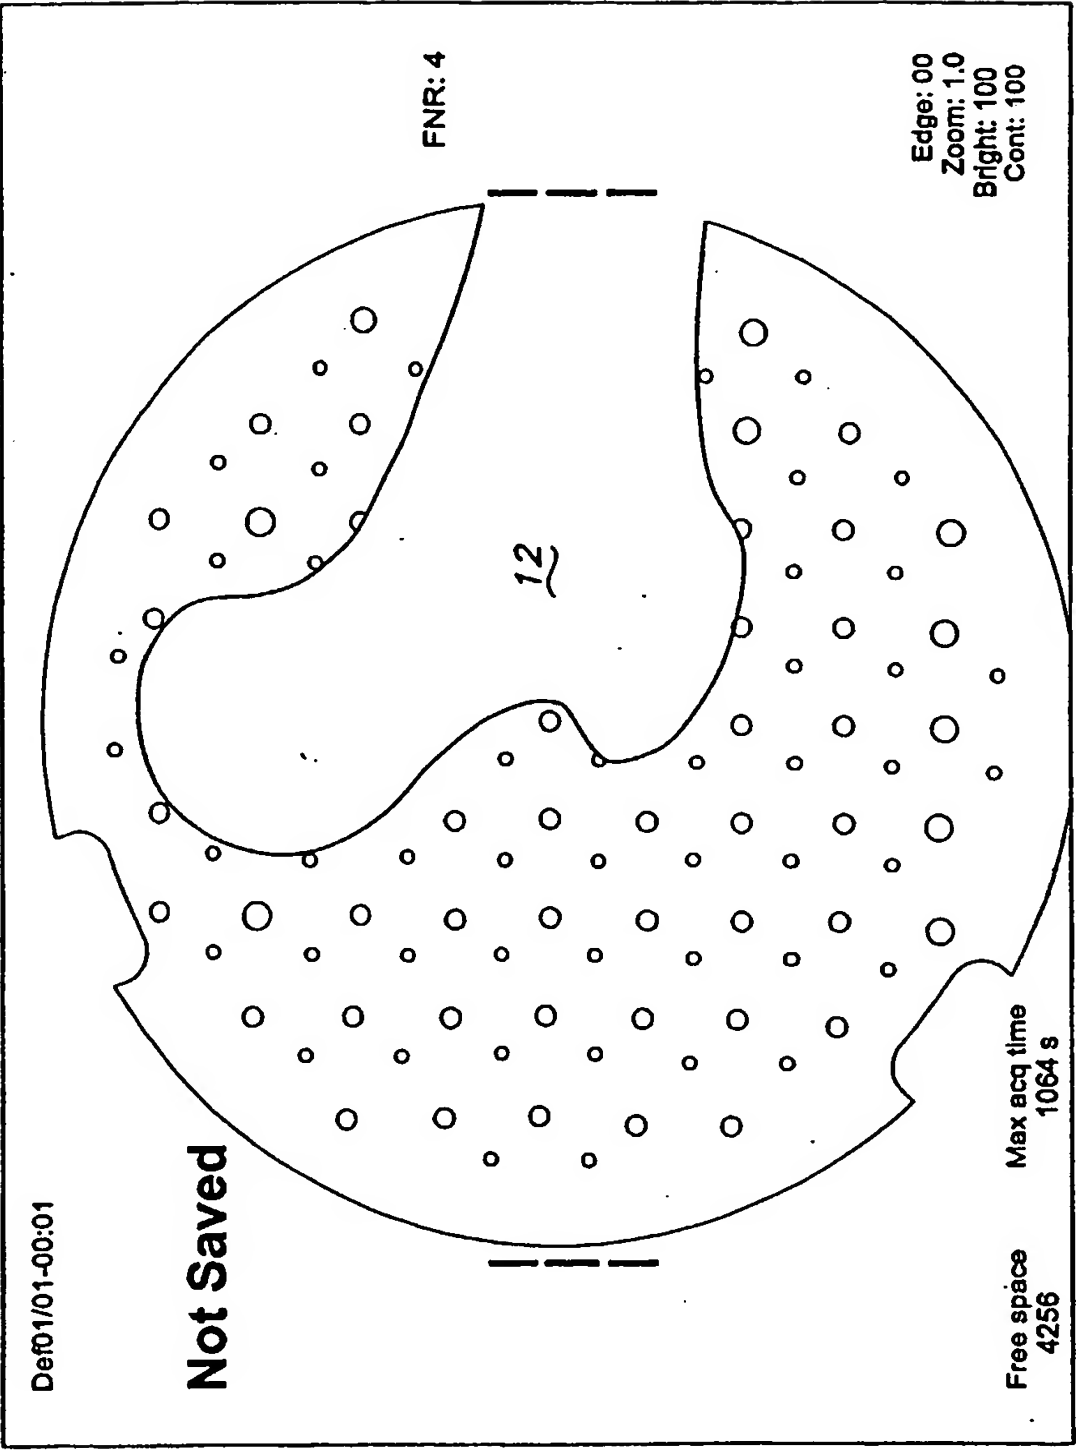 Def01/01-00:01
FNR: 4
Not Saved
12
Free space
4256
Max acq time
1064 s
Edge: 00
Zoom: 1.0
Bright: 100
Cont: 100